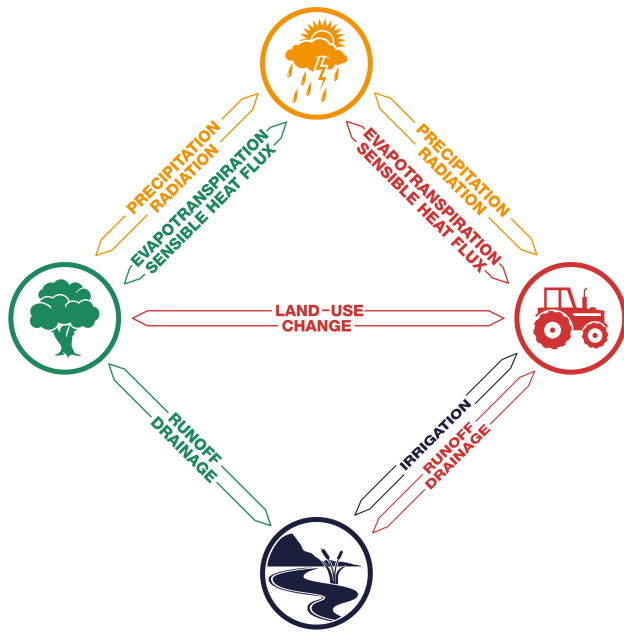 PRECIPITATION
RADIATION
EVAPOTRANSPIRATION
SENSIBLE HEAT FLUX
PRECIPITATION
RADIATION
EVAPOTRANSPIRATION
SENSIBLE HEAT FLUX
LAND-USE
CHANGE
RUNOFF
DRAINAGE
IRRIGATION
RUNOFF
DRAINAGE